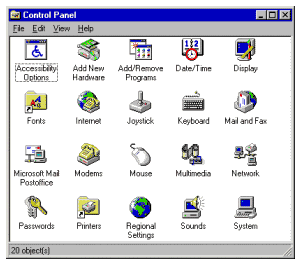 Control Panel
File Edit View Help
Accessibility Options
Add New Hardware
Add/Remove Programs
Date/Time
Display
Fonts
Internet
Joystick
Keyboard
Mail and Fax
Microsoft Mail Postoffice
Modems
Mouse
Multimedia
Network
Passwords
Printers
Regional Settings
Sounds
System
20 object(s)